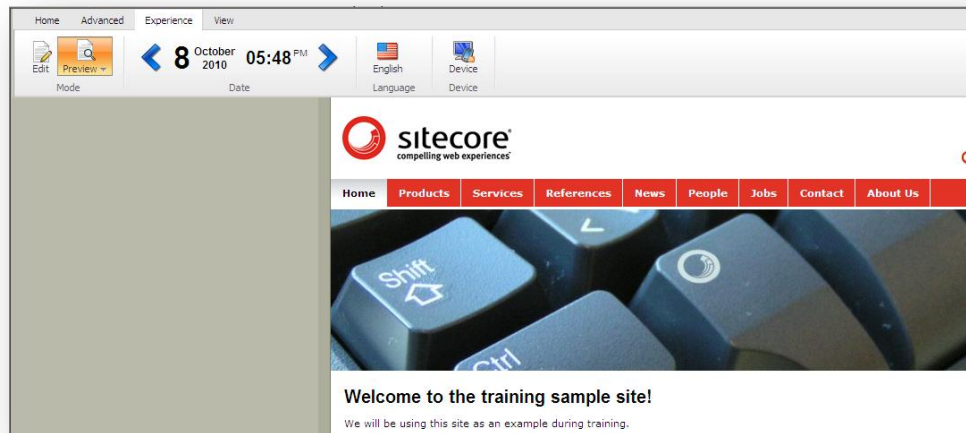 Home Advanced Experience View
Edit Preview 8 October 2010 05:48 PM English Device
Mode Date Language Device
sitecore
compelling web experiences
Home Products Services References News People Jobs Contact About Us
Shift
Ctrl
Welcome to the training sample site!
We will be using this site as an example during training.